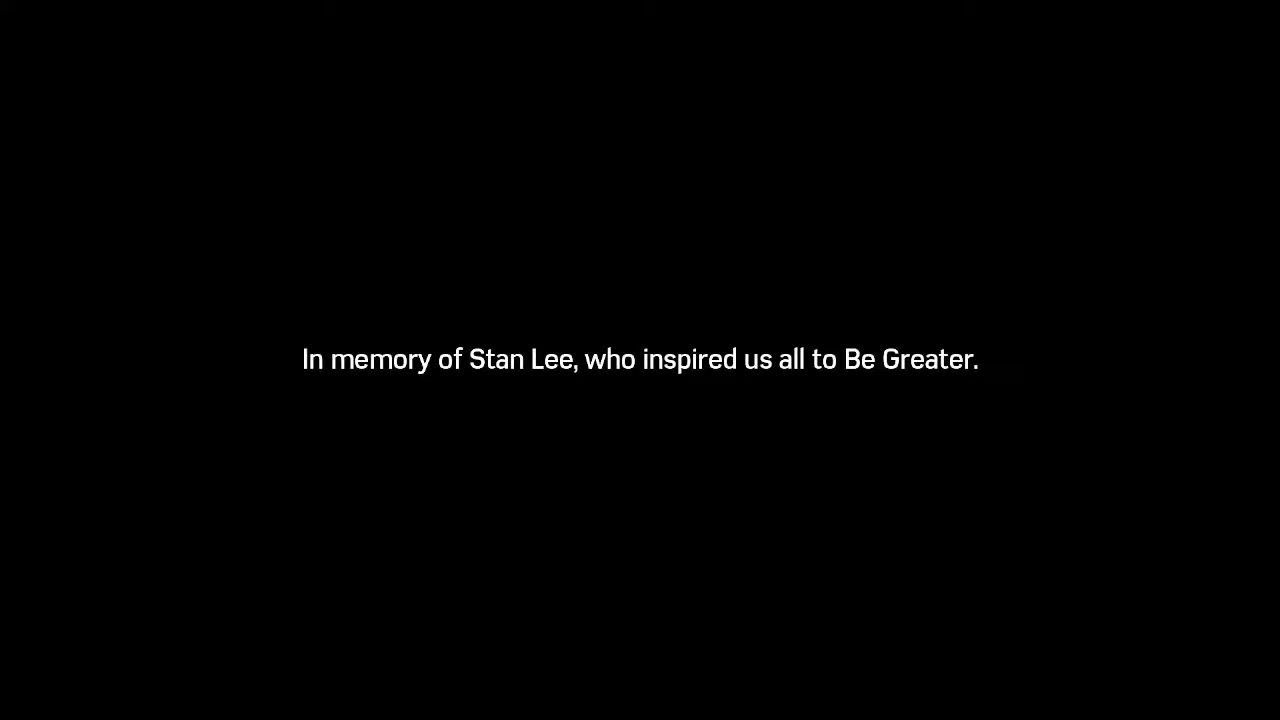 In memory of Stan Lee, who inspired us all to Be Greater.